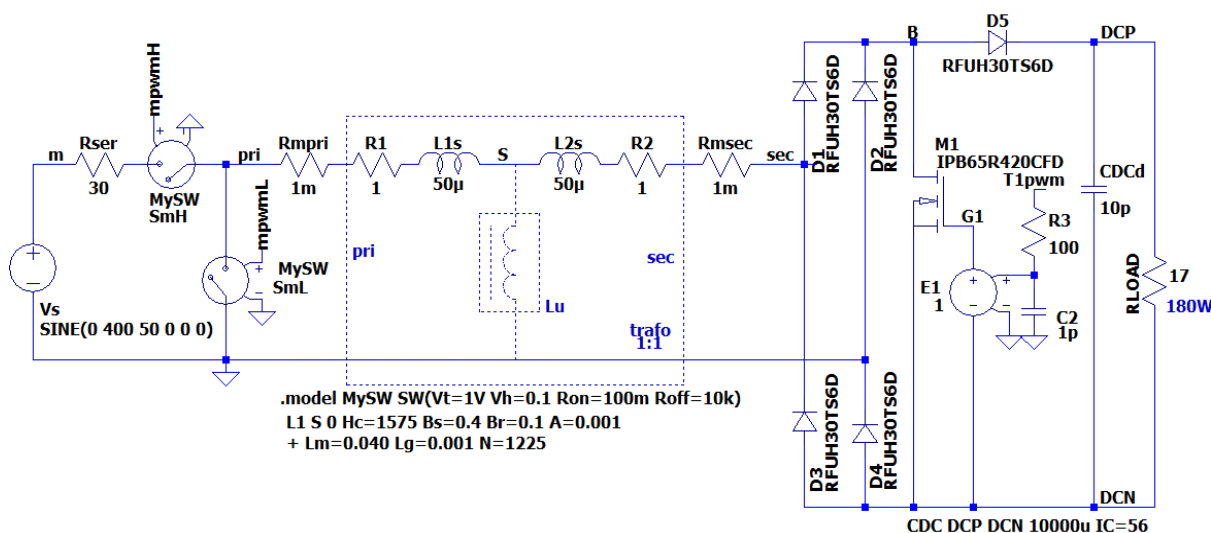 D5
B
DCP
RFUH30TS6D
mpwmH
D1
RFUH30TS6D
D2
RFUH30TS6D
m
Rser
30
+
MySW
SmH
pri
Rmpri
1m
R1
1
L1s
50µ
S
L2s
50µ
R2
1
Rmsec
1m
sec
M1
IPB65R420CFD
T1pwm
CDCd
10p
G1
R3
100
mpwmL
+
−
MySW
SmL
pri
sec
Lu
trafo
1:1
+
−
Vs
SINE(0 400 50 0 0 0)
E1
1
+
−
+
−
C2
1p
RLOAD
17
180W
.model MySW SW(Vt=1V Vh=0.1 Ron=100m Roff=10k)
L1 S 0 Hc=1575 Bs=0.4 Br=0.1 A=0.001
+ Lm=0.040 Lg=0.001 N=1225
D3
RFUH30TS6D
D4
RFUH30TS6D
DCN
CDC DCP DCN 10000u IC=56